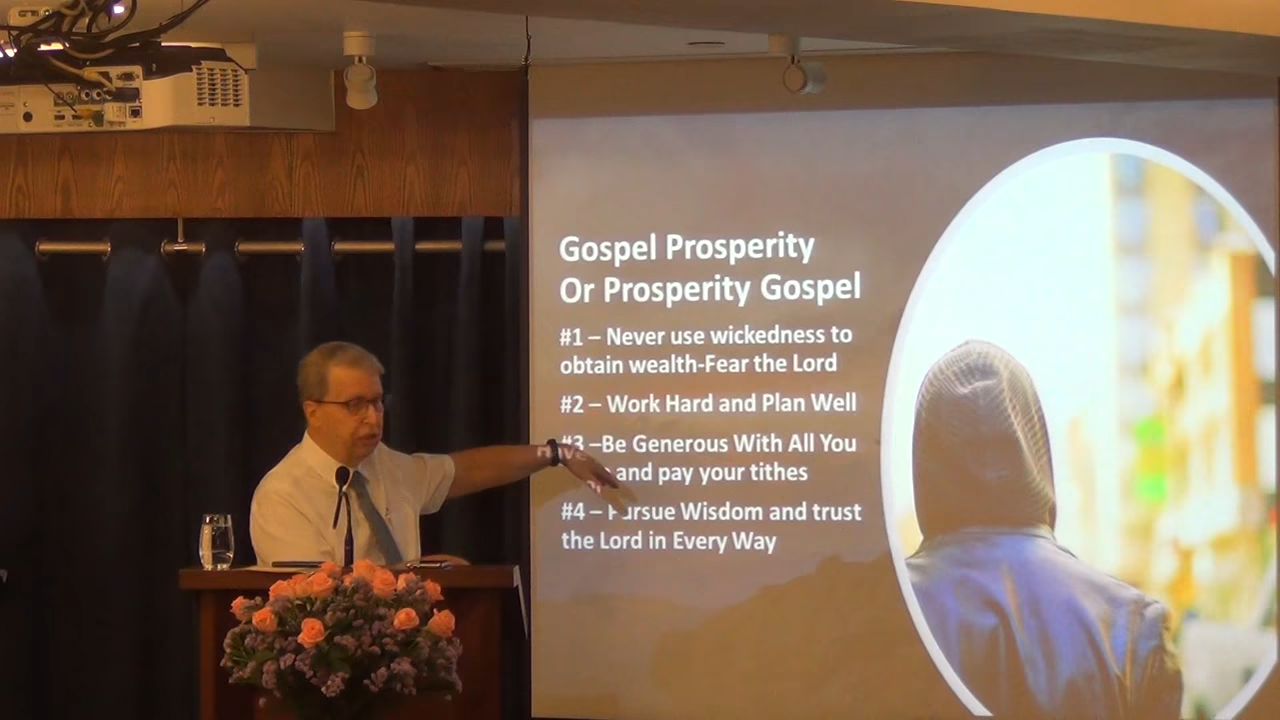 Gospel Prosperity
Or Prosperity Gospel
#1 – Never use wickedness to
obtain wealth-Fear the Lord
#2 – Work Hard and Plan Well
#3 –Be Generous With All You
and pay your tithes
#4 – Pursue Wisdom and trust
the Lord in Every Way